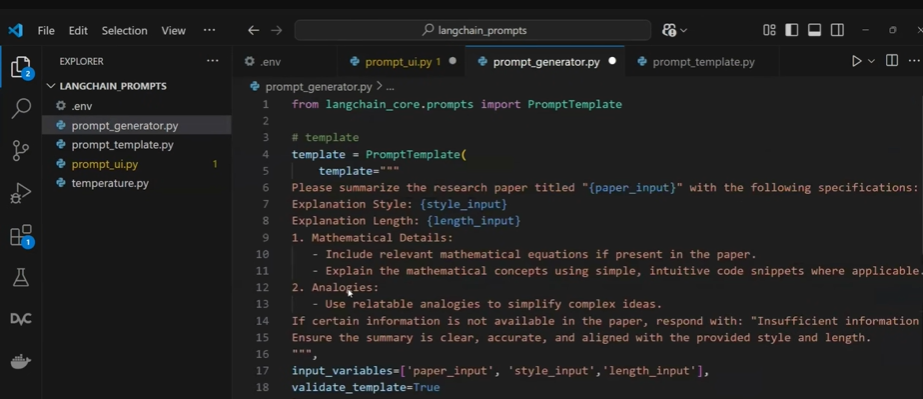 File Edit Selection View ··· langchain_prompts
EXPLORER ···
LANGCHAIN_PROMPTS
.env
prompt_generator.py
prompt_template.py
prompt_ui.py 1
temperature.py
2
1
DVC
.env prompt_ui.py 1 prompt_generator.py prompt_template.py
prompt_generator.py > ...
1 from langchain_core.prompts import PromptTemplate
2
3 # template
4 template = PromptTemplate(
5 template="""
6 Please summarize the research paper titled "{paper_input}" with the following specifications:
7 Explanation Style: {style_input}
8 Explanation Length: {length_input}
9 1. Mathematical Details:
10 - Include relevant mathematical equations if present in the paper.
11 - Explain the mathematical concepts using simple, intuitive code snippets where applicable.
12 2. Analogies:
13 - Use relatable analogies to simplify complex ideas.
14 If certain information is not available in the paper, respond with: "Insufficient information
15 Ensure the summary is clear, accurate, and aligned with the provided style and length.
16 """,
17 input_variables=['paper_input', 'style_input','length_input'],
18 validate_template=True